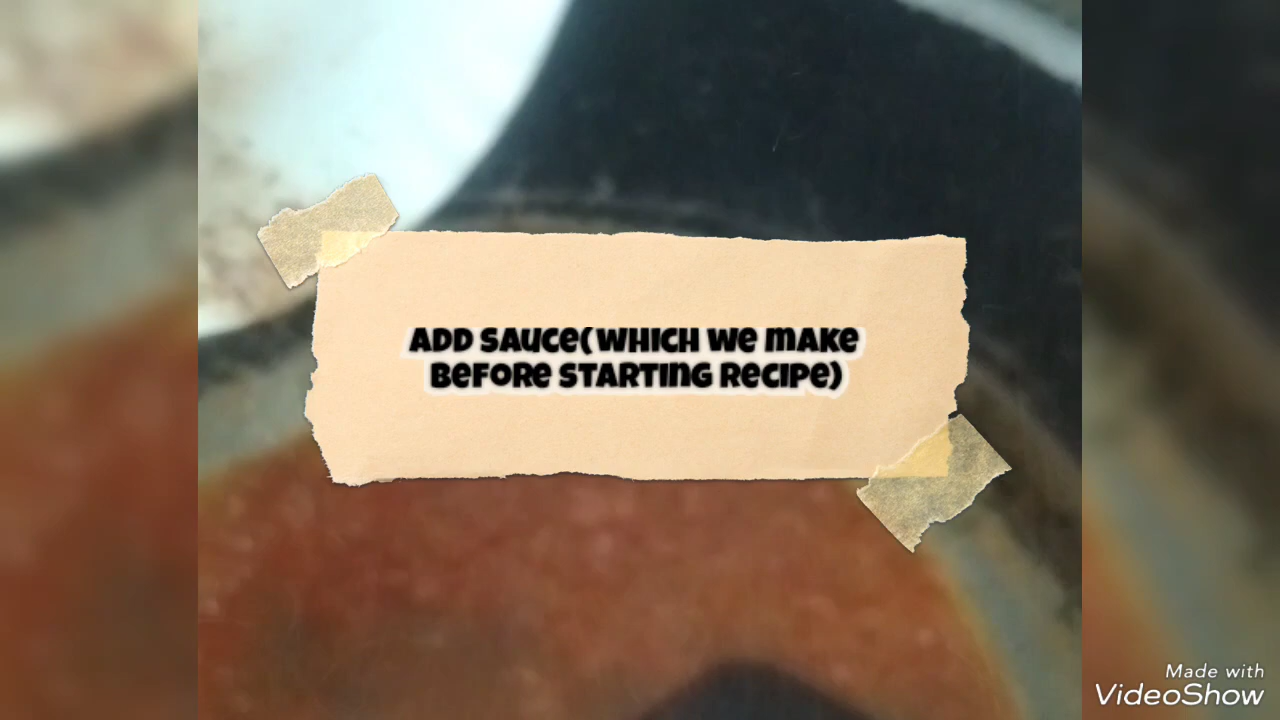 ADD SAUCE(WHICH WE MAKE
BEFORE STARTING RECIPE)
Made with
VideoShow